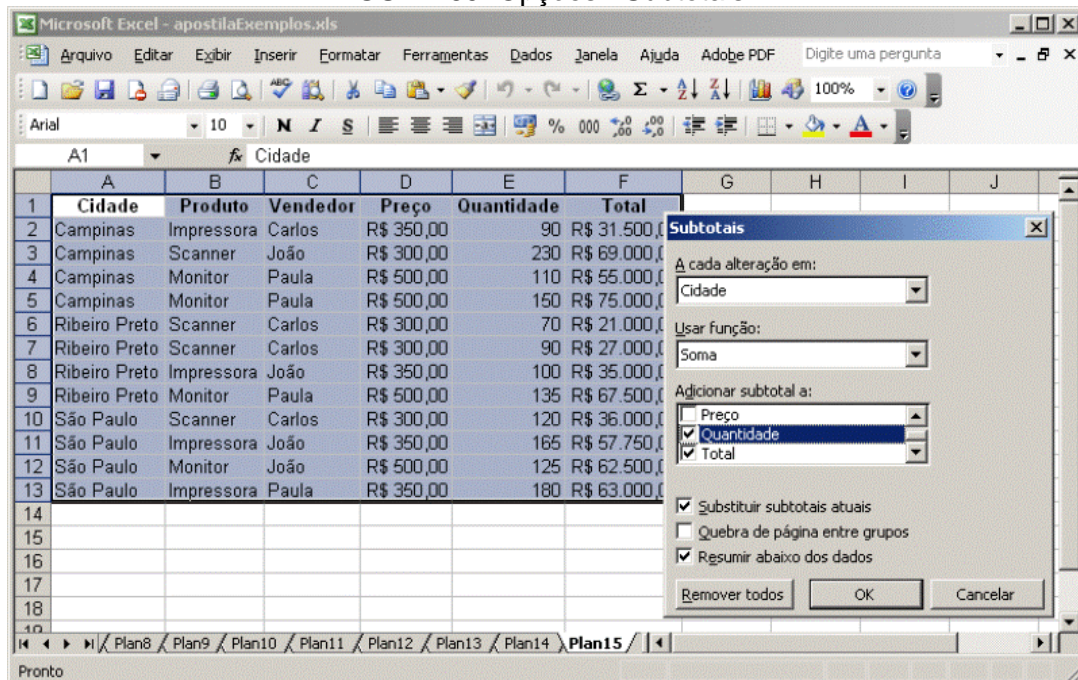 Microsoft Excel - apostilaExemplos.xls
Arquivo Editar Exibir Inserir Formatar Ferramentas Dados Janela Ajuda Adobe PDF Digite uma pergunta
100%
Arial 10 N I S % 000
A1 fx Cidade
A B C D E F G H I J
1 Cidade Produto Vendedor Preço Quantidade Total
2 Campinas Impressora Carlos R$ 350,00 90 R$ 31.500,0
3 Campinas Scanner João R$ 300,00 230 R$ 69.000,0
4 Campinas Monitor Paula R$ 500,00 110 R$ 55.000,0
5 Campinas Monitor Paula R$ 500,00 150 R$ 75.000,0
6 Ribeiro Preto Scanner Carlos R$ 300,00 70 R$ 21.000,0
7 Ribeiro Preto Scanner Carlos R$ 300,00 90 R$ 27.000,0
8 Ribeiro Preto Impressora João R$ 350,00 100 R$ 35.000,0
9 Ribeiro Preto Monitor Paula R$ 500,00 135 R$ 67.500,0
10 São Paulo Scanner Carlos R$ 300,00 120 R$ 36.000,0
11 São Paulo Impressora João R$ 350,00 165 R$ 57.750,0
12 São Paulo Monitor João R$ 500,00 125 R$ 62.500,0
13 São Paulo Impressora Paula R$ 350,00 180 R$ 63.000,0
14
15
16
17
18
Subtotais
A cada alteração em:
Cidade
Usar função:
Soma
Adicionar subtotal a:
Preço
Quantidade
Total
Substituir subtotais atuais
Quebra de página entre grupos
Resumir abaixo dos dados
Remover todos OK Cancelar
Plan8 Plan9 Plan10 Plan11 Plan12 Plan13 Plan14 Plan15
Pronto